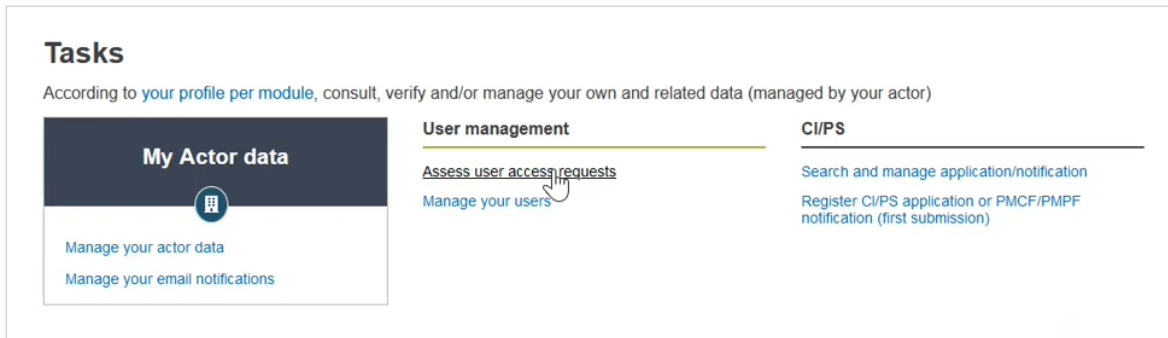 Tasks
According to your profile per module, consult, verify and/or manage your own and related data (managed by your actor)
My Actor data
Manage your actor data
Manage your email notifications
User management
Assess user access requests
Manage your users
CI/PS
Search and manage application/notification
Register CI/PS application or PMCF/PMPF
notification (first submission)